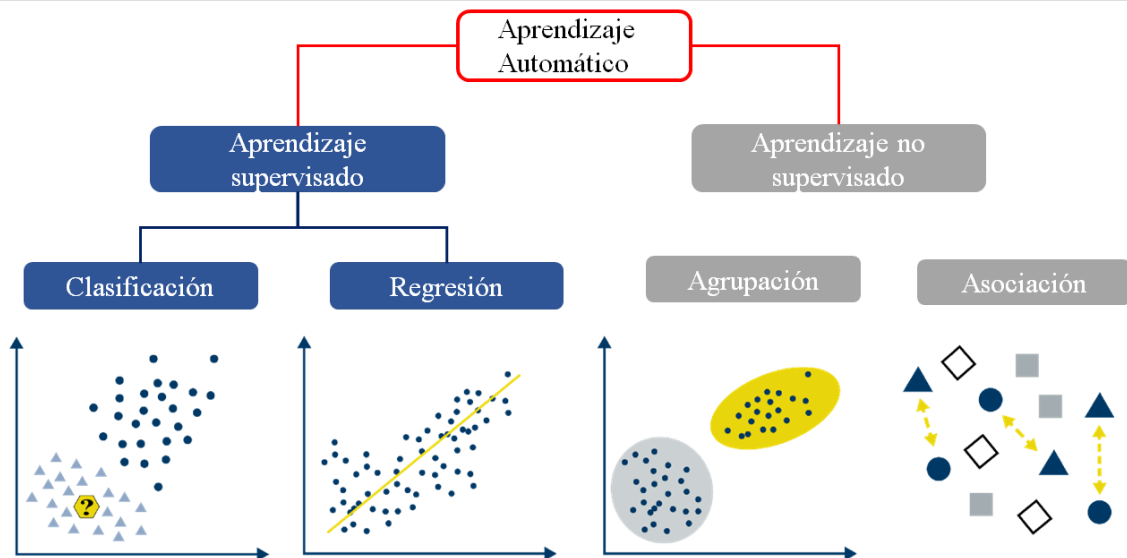 Aprendizaje
Automático
Aprendizaje
supervisado
Aprendizaje no
supervisado
Clasificación
Regresión
Agrupación
Asociación
?